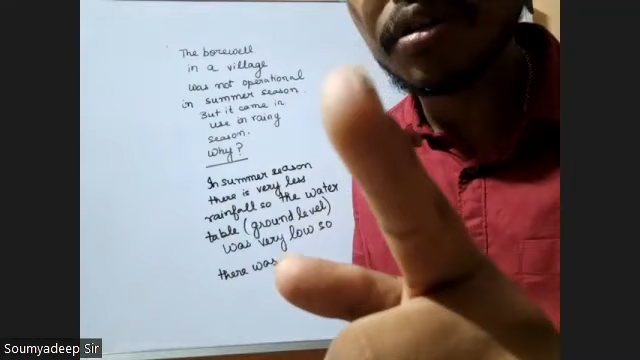 The borewell
in a village
was not operational
in summer season.
But it came in
use in rainy
season.
Why?
In summer season
there is very less
rainfall so the water
table (ground level)
was very low so
there was
Soumyadeep Sir